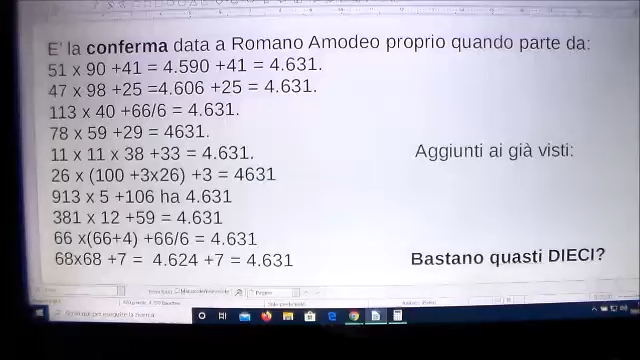 E' la conferma data a Romano Amodeo proprio quando parte da:
51 x 90 +41 = 4.590 +41 = 4.631.
47 x 98 +25 =4.606 +25 = 4.631.
113 x 40 +66/6 = 4.631.
78 x 59 +29 = 4631.
11 x 11 x 38 +33 = 4.631.
Aggiunti ai già visti:
26 x (100 +3x26) +3 = 4631
913 x 5 +106 ha 4.631
381 x 12 +59 = 4.631
66 x(66+4) +66/6 = 4.631
68x68 +7 = 4.624 +7 = 4.631
Bastano quasti DIECI?